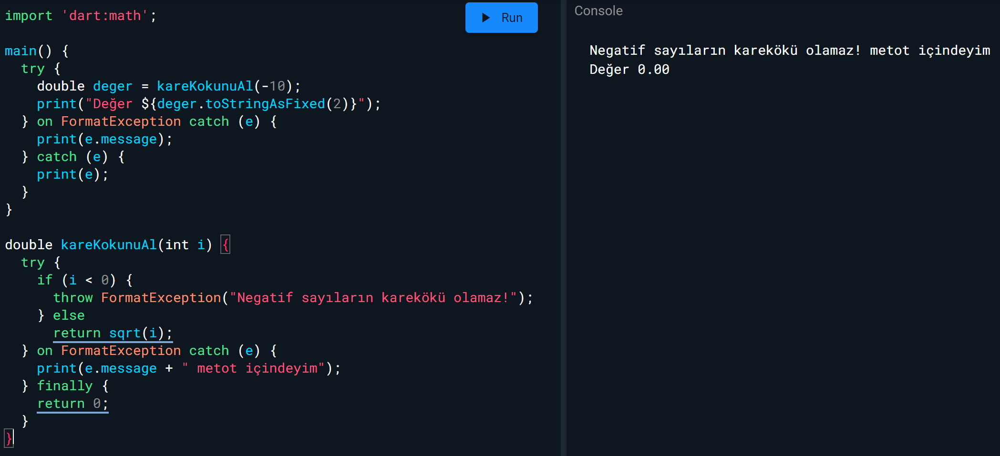 import 'dart:math';
main() {
  try {
    double deger = kareKokunuAl(-10);
    print("Değer ${deger.toStringAsFixed(2)}");
  } on FormatException catch (e) {
    print(e.message);
  } catch (e) {
    print(e);
  }
}
double kareKokunuAl(int i) {
  try {
    if (i < 0) {
      throw FormatException("Negatif sayıların karekökü olamaz!");
    } else
      return sqrt(i);
  } on FormatException catch (e) {
    print(e.message + " metot içindeyim");
  } finally {
    return 0;
  }
}
Run
Console
Negatif sayıların karekökü olamaz! metot içindeyim
Değer 0.00